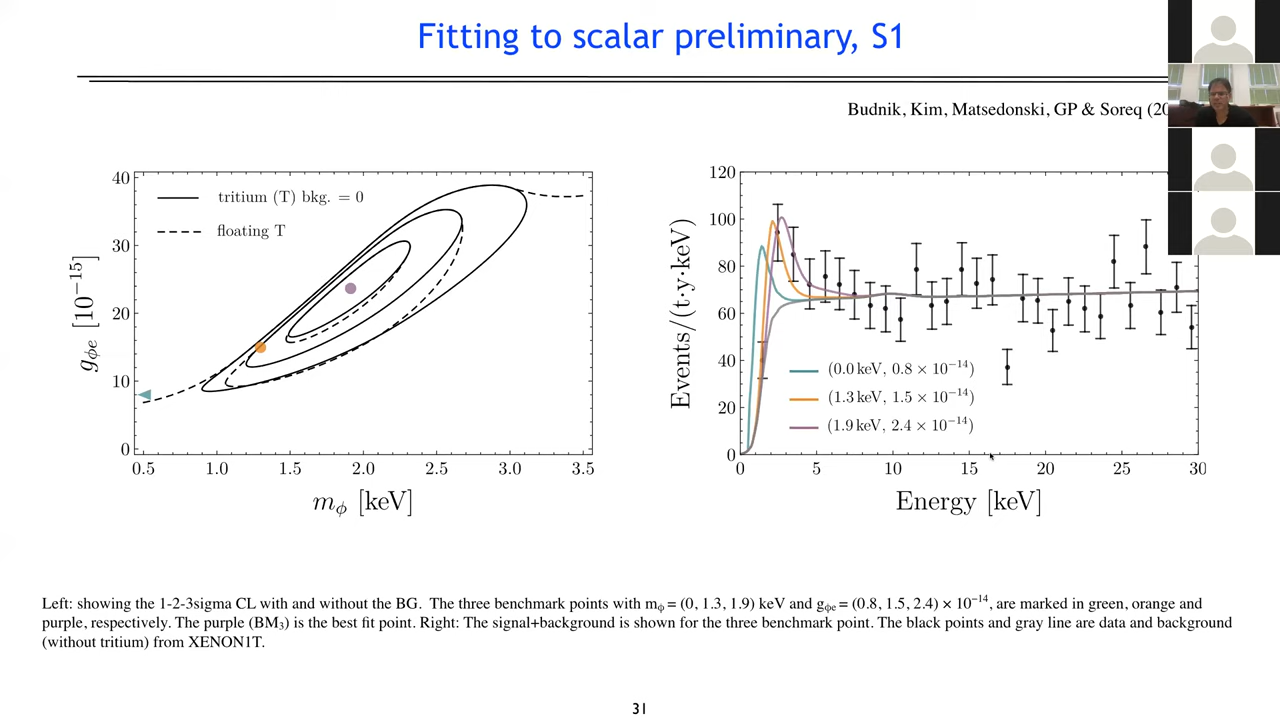 Fitting to scalar preliminary, S1
Budnik, Kim, Matsedonski, GP & Soreq (20
40
30
20
10
0
g_ϕe [10^−15]
tritium (T) bkg. = 0
floating T
0.5 1.0 1.5 2.0 2.5 3.0 3.5
m_ϕ [keV]
120
100
80
60
40
20
0
Events/(t·y·keV)
(0.0 keV, 0.8 × 10^−14)
(1.3 keV, 1.5 × 10^−14)
(1.9 keV, 2.4 × 10^−14)
0 5 10 15 20 25 30
Energy [keV]
Left: showing the 1-2-3sigma CL with and without the BG. The three benchmark points with m_ϕ = (0, 1.3, 1.9) keV and g_ϕe = (0.8, 1.5, 2.4) × 10^−14, are marked in green, orange and
purple, respectively. The purple (BM_3) is the best fit point. Right: The signal+background is shown for the three benchmark point. The black points and gray line are data and background
(without tritium) from XENON1T.
31